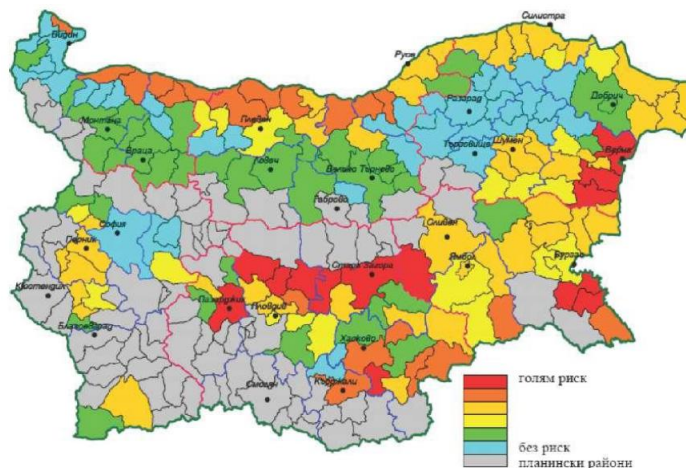 Силистра
Видин
Русе
Разград
Добрич
Монтана
Плевен
Враца
Ловеч
Велико Търново
Търговище
Шумен
Варна
Габрово
София
Сливен
Перник
Стара Загора
Ямбол
Бургас
Кюстендил
Пазарджик
Пловдив
Благоевград
Хасково
Смолян
Кърджали
голям риск
без риск
планински райони